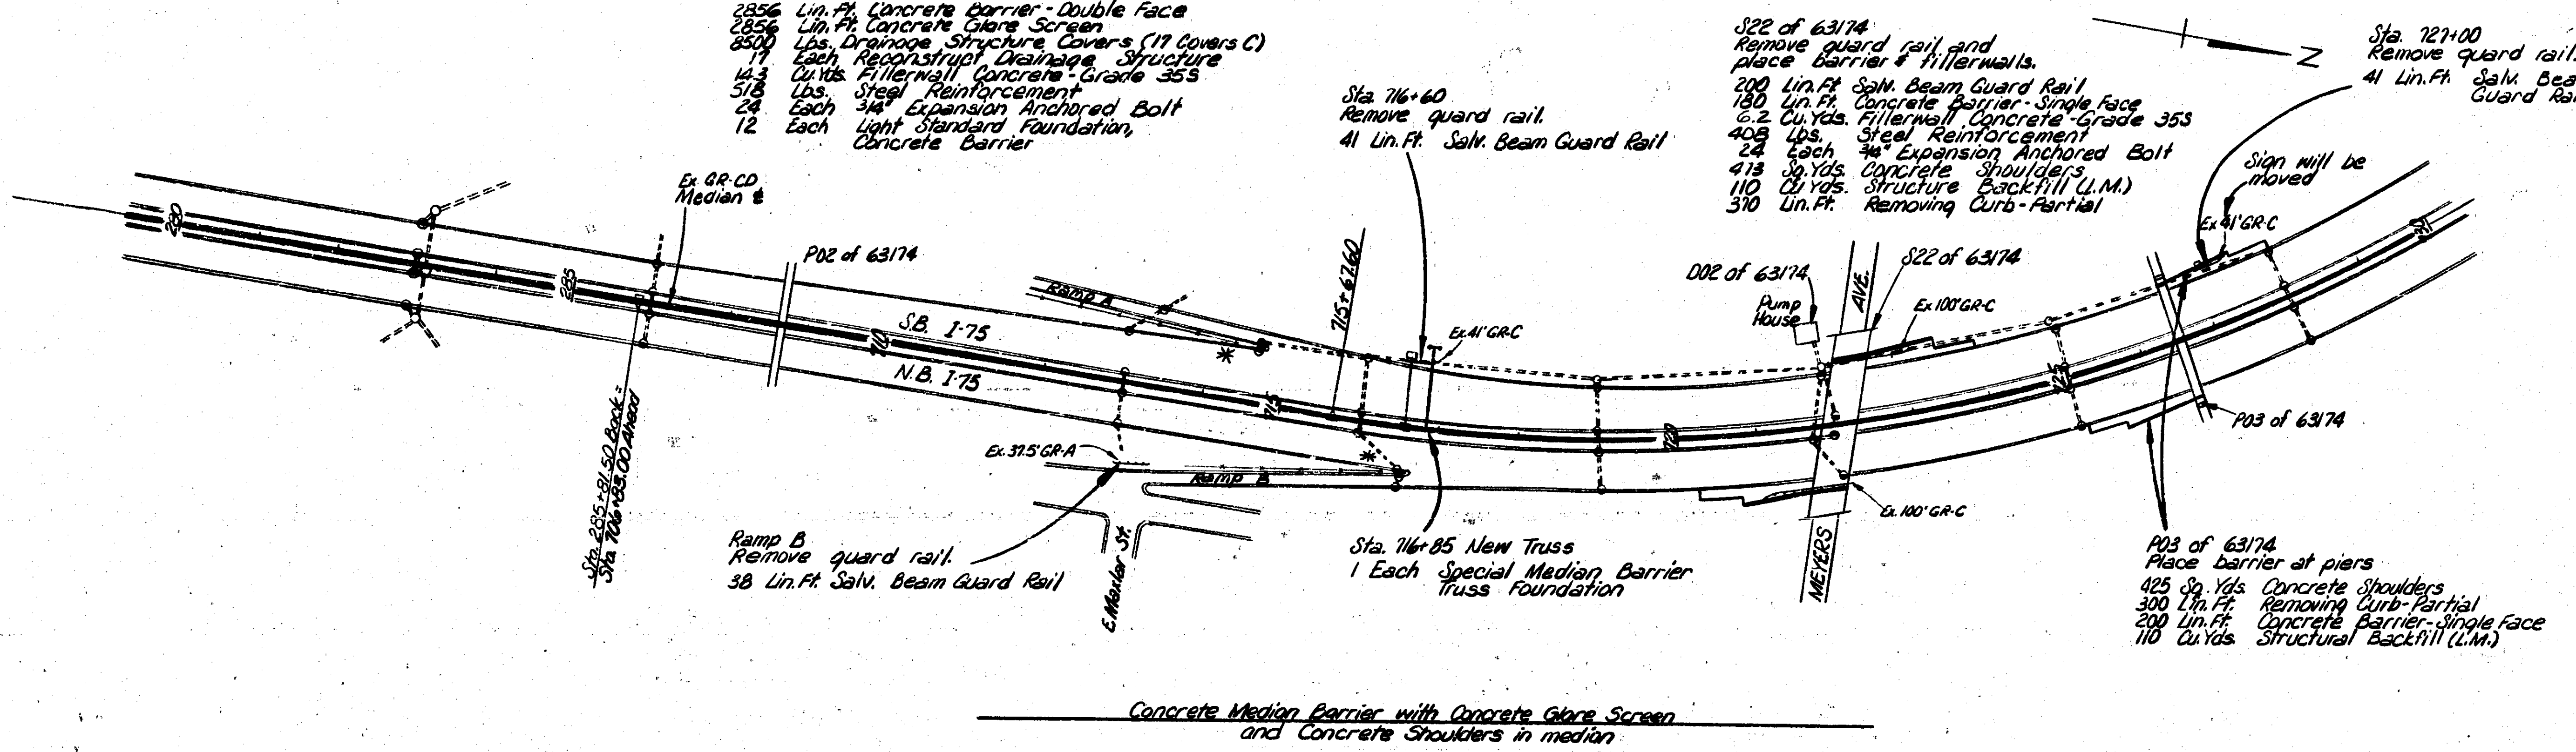 2856 Lin. Ft. Concrete Barrier - Double Face
2856 Lin. Ft. Concrete Glare Screen
8500 Lbs. Drainage Structure Covers (17 Covers C)
17 Each Reconstruct Drainage Structure
14.3 Cu. Yds. Fillerwall Concrete - Grade 35S
518 Lbs. Steel Reinforcement
24 Each 3/4" Expansion Anchored Bolt
12 Each Light Standard Foundation,
Concrete Barrier
Sta. 716+60
Remove guard rail.
41 Lin. Ft. Salv. Beam Guard Rail
S22 of 63174
Remove guard rail and
place barrier & fillerwalls.
200 Lin. Ft Salv. Beam Guard Rail
180 Lin. Ft. Concrete Barrier - Single Face
6.2 Cu. Yds. Fillerwall Concrete - Grade 35S
408 Lbs. Steel Reinforcement
24 Each 3/4" Expansion Anchored Bolt
473 Sq. Yds. Concrete Shoulders
110 Cu Yds. Structure Backfill (L.M.)
370 Lin. Ft. Removing Curb-Partial
Z
Sta. 727+00
Remove guard rail.
41 Lin. Ft. Salv.
Guard
Sign will be
moved
Ex 41' GR-C
Ex. GR-CD
Median ℄
280
285
P02 of 63174
710
S.B. I-75
N.B. I-75
Ramp A
715+67.60
Ex. 41' GR-C
715
D02 of 63174
Pump
House
AVE.
S22 of 63174
Ex 100' GR-C
720
725
730
P03 of 63174
Sta. 285+81.50 Back =
Sta. 706+83.00 Ahead
Ex. 37.5' GR-A
Ramp B
Ex. 100' GR-C
MEYERS
E Maxlar St.
Ramp B
Remove guard rail.
38 Lin. Ft. Salv. Beam Guard Rail
Sta. 716+85 New Truss
1 Each Special Median Barrier
Truss Foundation
P03 of 63174
Place barrier at piers
425 Sq. Yds. Concrete Shoulders
300 Lin. Ft. Removing Curb-Partial
200 Lin. Ft. Concrete Barrier-Single Face
110 Cu. Yds. Structural Backfill (L.M.)
Concrete Median Barrier with Concrete Glare Screen
and Concrete Shoulders in median